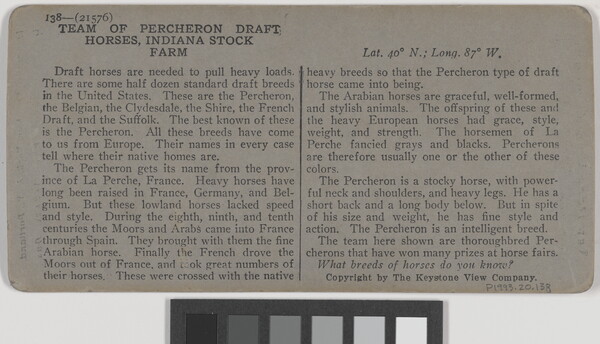 138—(21576)
TEAM OF PERCHERON DRAFT
HORSES, INDIANA STOCK
FARM
Lat. 40° N.; Long. 87° W.
Draft horses are needed to pull heavy loads.
There are some half dozen standard draft breeds
in the United States. These are the Percheron,
the Belgian, the Clydesdale, the Shire, the French
Draft, and the Suffolk. The best known of these
is the Percheron. All these breeds have come
to us from Europe. Their names in every case
tell where their native homes are.
The Percheron gets its name from the prov-
ince of La Perche, France. Heavy horses have
long been raised in France, Germany, and Bel-
gium. But these lowland horses lacked speed
and style. During the eighth, ninth, and tenth
centuries the Moors and Arabs came into France
through Spain. They brought with them the fine
Arabian horse. Finally the French drove the
Moors out of France, and took great numbers of
their horses. These were crossed with the native
heavy breeds so that the Percheron type of draft
horse came into being.
The Arabian horses are graceful, well-formed,
and stylish animals. The offspring of these and
the heavy European horses had grace, style,
weight, and strength. The horsemen of La
Perche fancied grays and blacks. Percherons
are therefore usually one or the other of these
colors.
The Percheron is a stocky horse, with power-
ful neck and shoulders, and heavy legs. He has a
short back and a long body below. But in spite
of his size and weight, he has fine style and
action. The Percheron is an intelligent breed.
The team here shown are thoroughbred Per-
cherons that have won many prizes at horse fairs.
What breeds of horses do you know?
Copyright by The Keystone View Company.
P1995.20.138